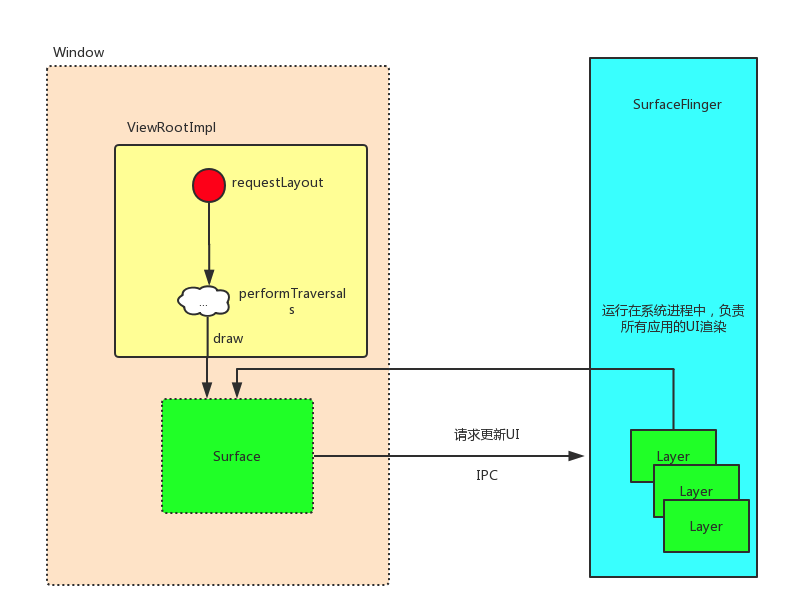 Window
ViewRootImpl
requestLayout
...
performTraversal
s
draw
Surface
请求更新UI
IPC
SurfaceFlinger
运行在系统进程中，负责
所有应用的UI渲染
Layer
Layer
Layer